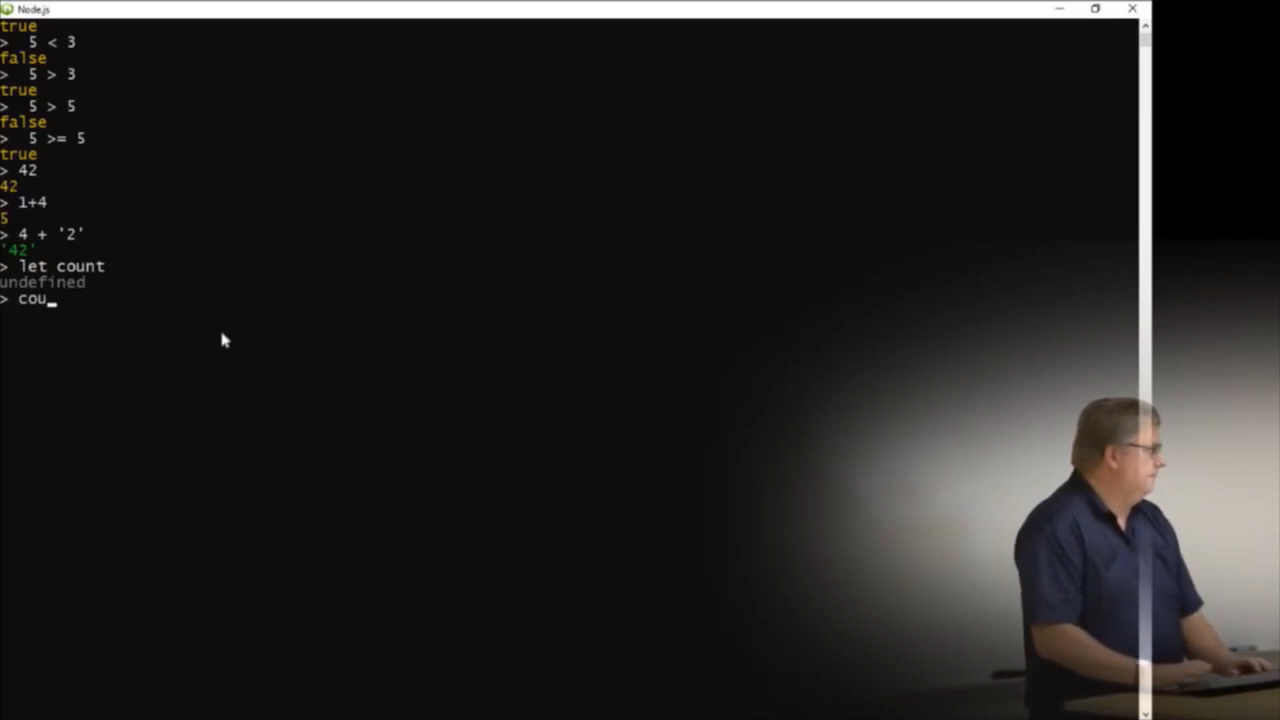 Node.js
true
>  5 < 3
false
>  5 > 3
true
>  5 > 5
false
>  5 >= 5
true
> 42
42
> 1+4
5
> 4 + '2'
'42'
> let count
undefined
> cou_